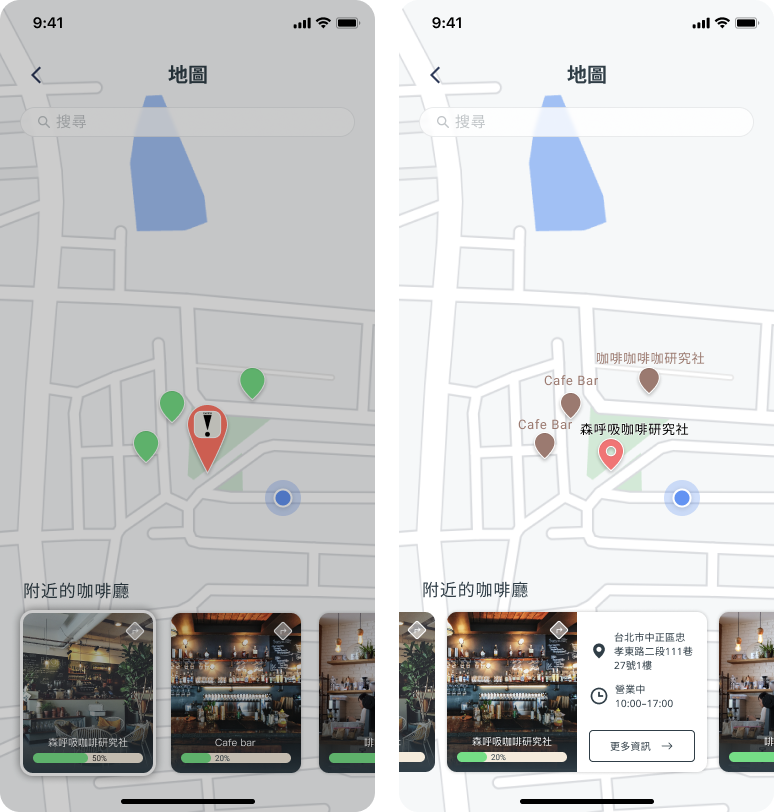 9:41
地圖
搜尋
附近的咖啡廳
森呼吸咖啡研究社
50%
Cafe bar
20%
啡
9:41
地圖
搜尋
咖啡咖啡咖研究社
Cafe Bar
Cafe Bar
森呼吸咖啡研究社
附近的咖啡廳
森呼吸咖啡研究社
20%
台北市中正區忠
孝東路二段111巷
27號1樓
營業中
10:00-17:00
更多資訊
啡